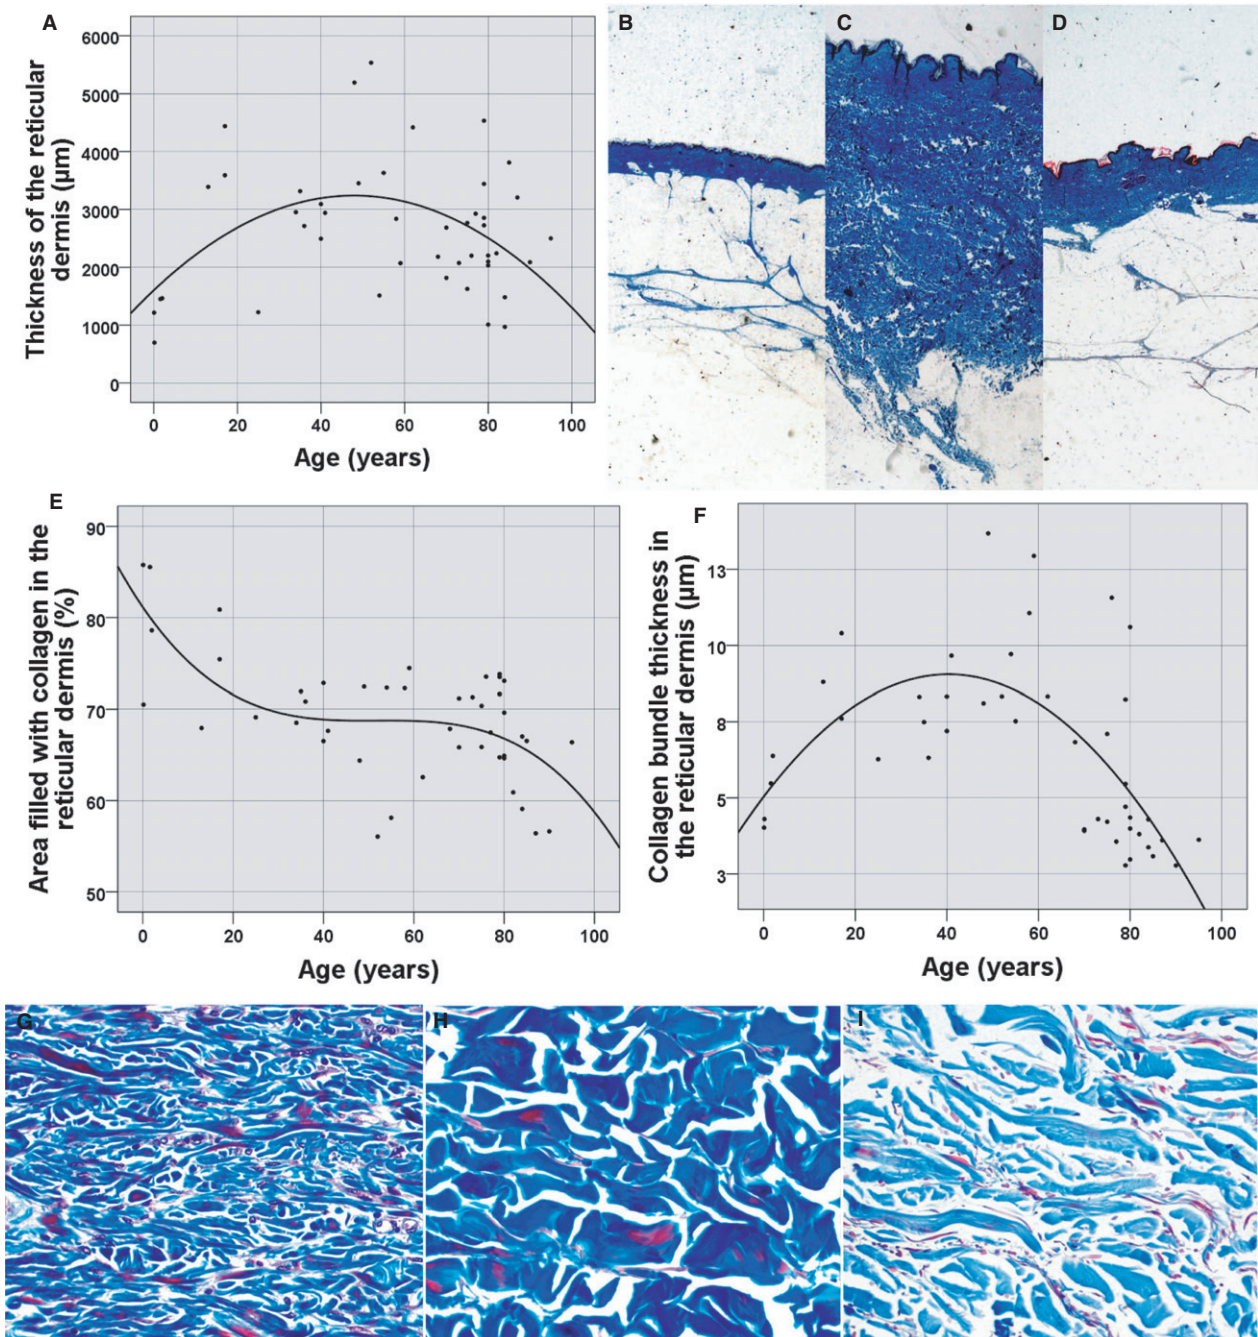 A
B
C
D
Thickness of the reticular
dermis (µm)
6000
5000
4000
3000
2000
1000
0
0 20 40 60 80 100
Age (years)
E
Area filled with collagen in the
reticular dermis (%)
90
80
70
60
50
0 20 40 60 80 100
Age (years)
F
Collagen bundle thickness in
the reticular dermis (µm)
13
10
8
5
3
0 20 40 60 80 100
Age (years)
G
H
I